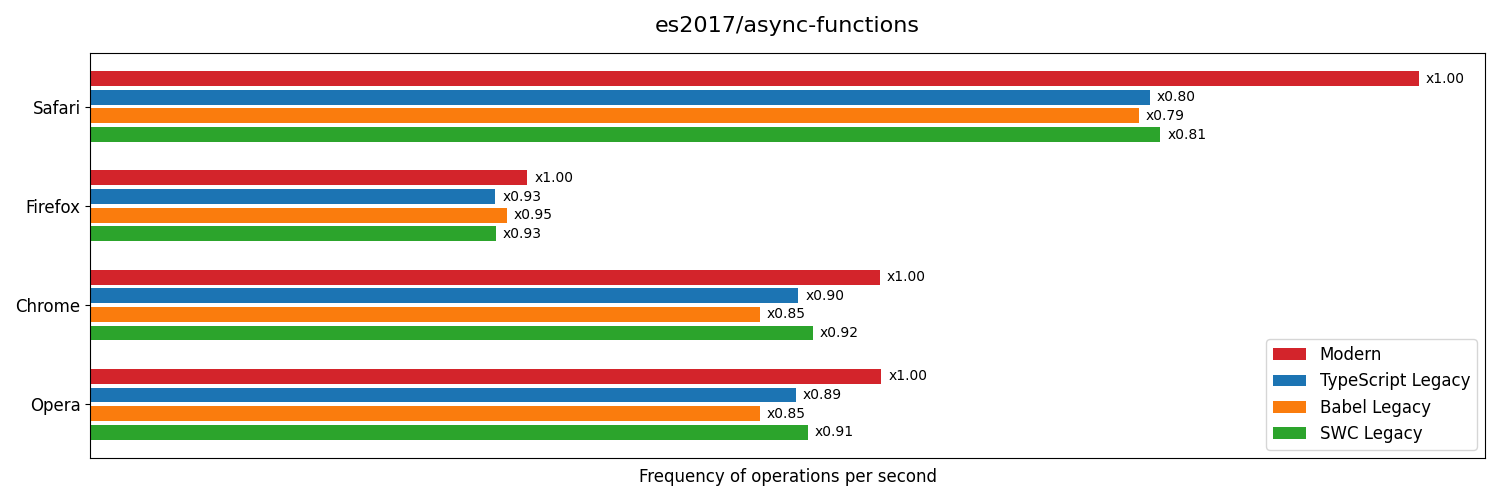 es2017/async-functions
Safari
x1.00
x0.80
x0.79
x0.81
Firefox
x1.00
x0.93
x0.95
x0.93
Chrome
x1.00
x0.90
x0.85
x0.92
Opera
x1.00
x0.89
x0.85
x0.91
Modern
TypeScript Legacy
Babel Legacy
SWC Legacy
Frequency of operations per second